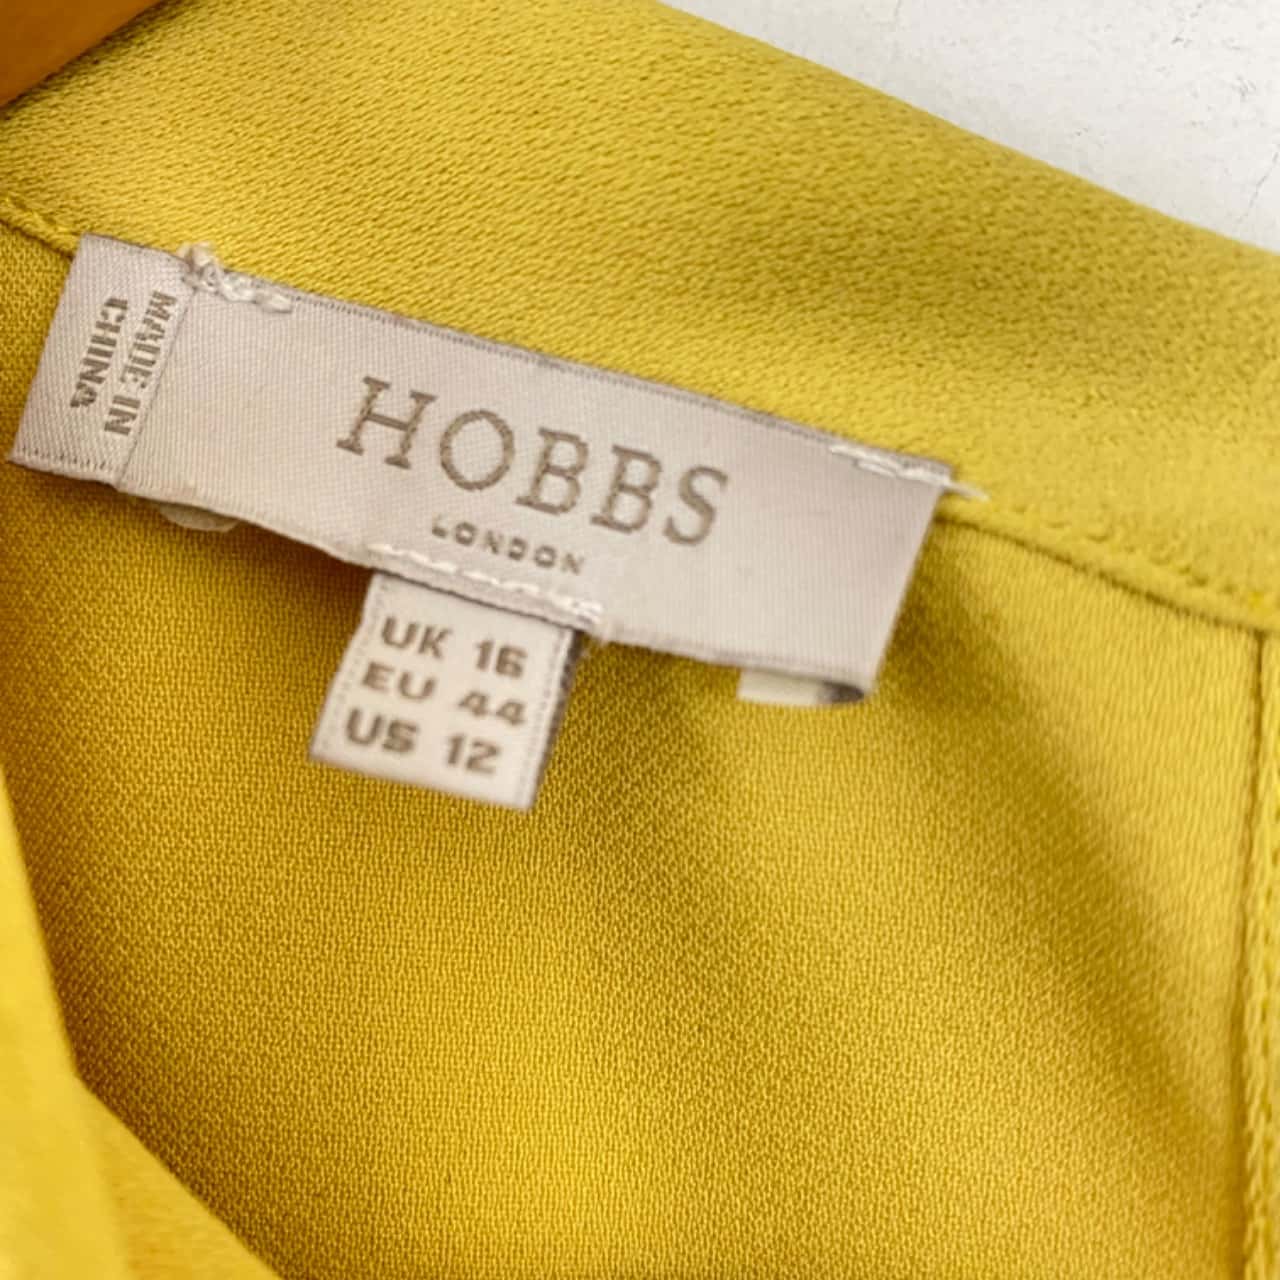 MADE IN
CHINA
HOBBS
LONDON
UK 16
EU 44
US 12